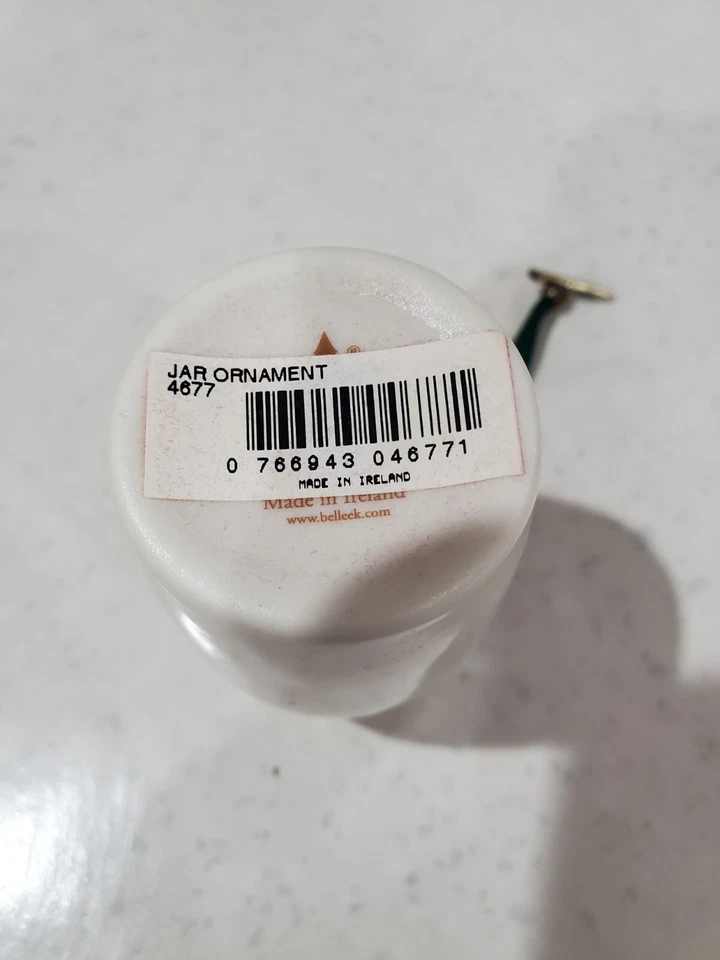 ®
JAR ORNAMENT
4677
0 766943 046771
MADE IN IRELAND
Made in Ireland
www.belleek.com